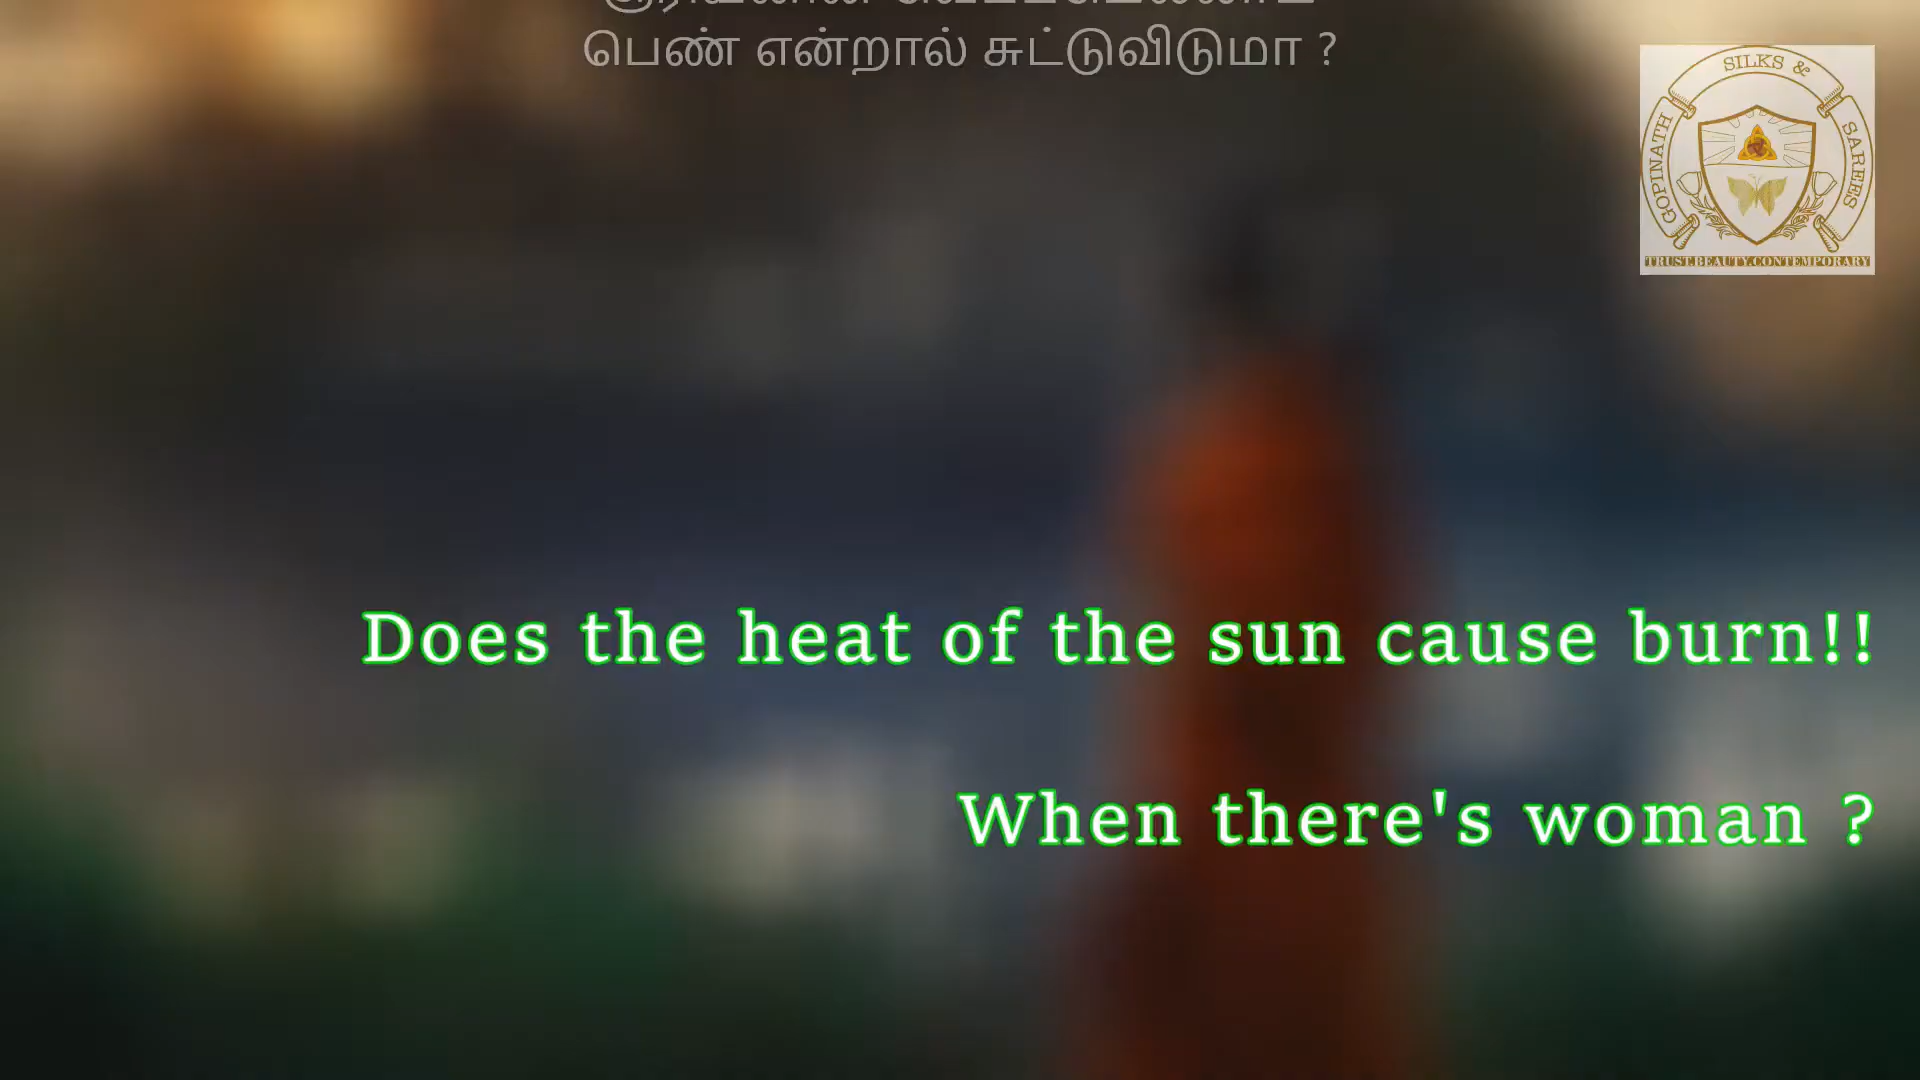 பெண் என்றால் சுட்டுவிடுமா ?
SILKS &
GOPINATH
SAREES
TRUST.BEAUTY.CONTEMPORARY
Does the heat of the sun cause burn!!
When there's woman ?